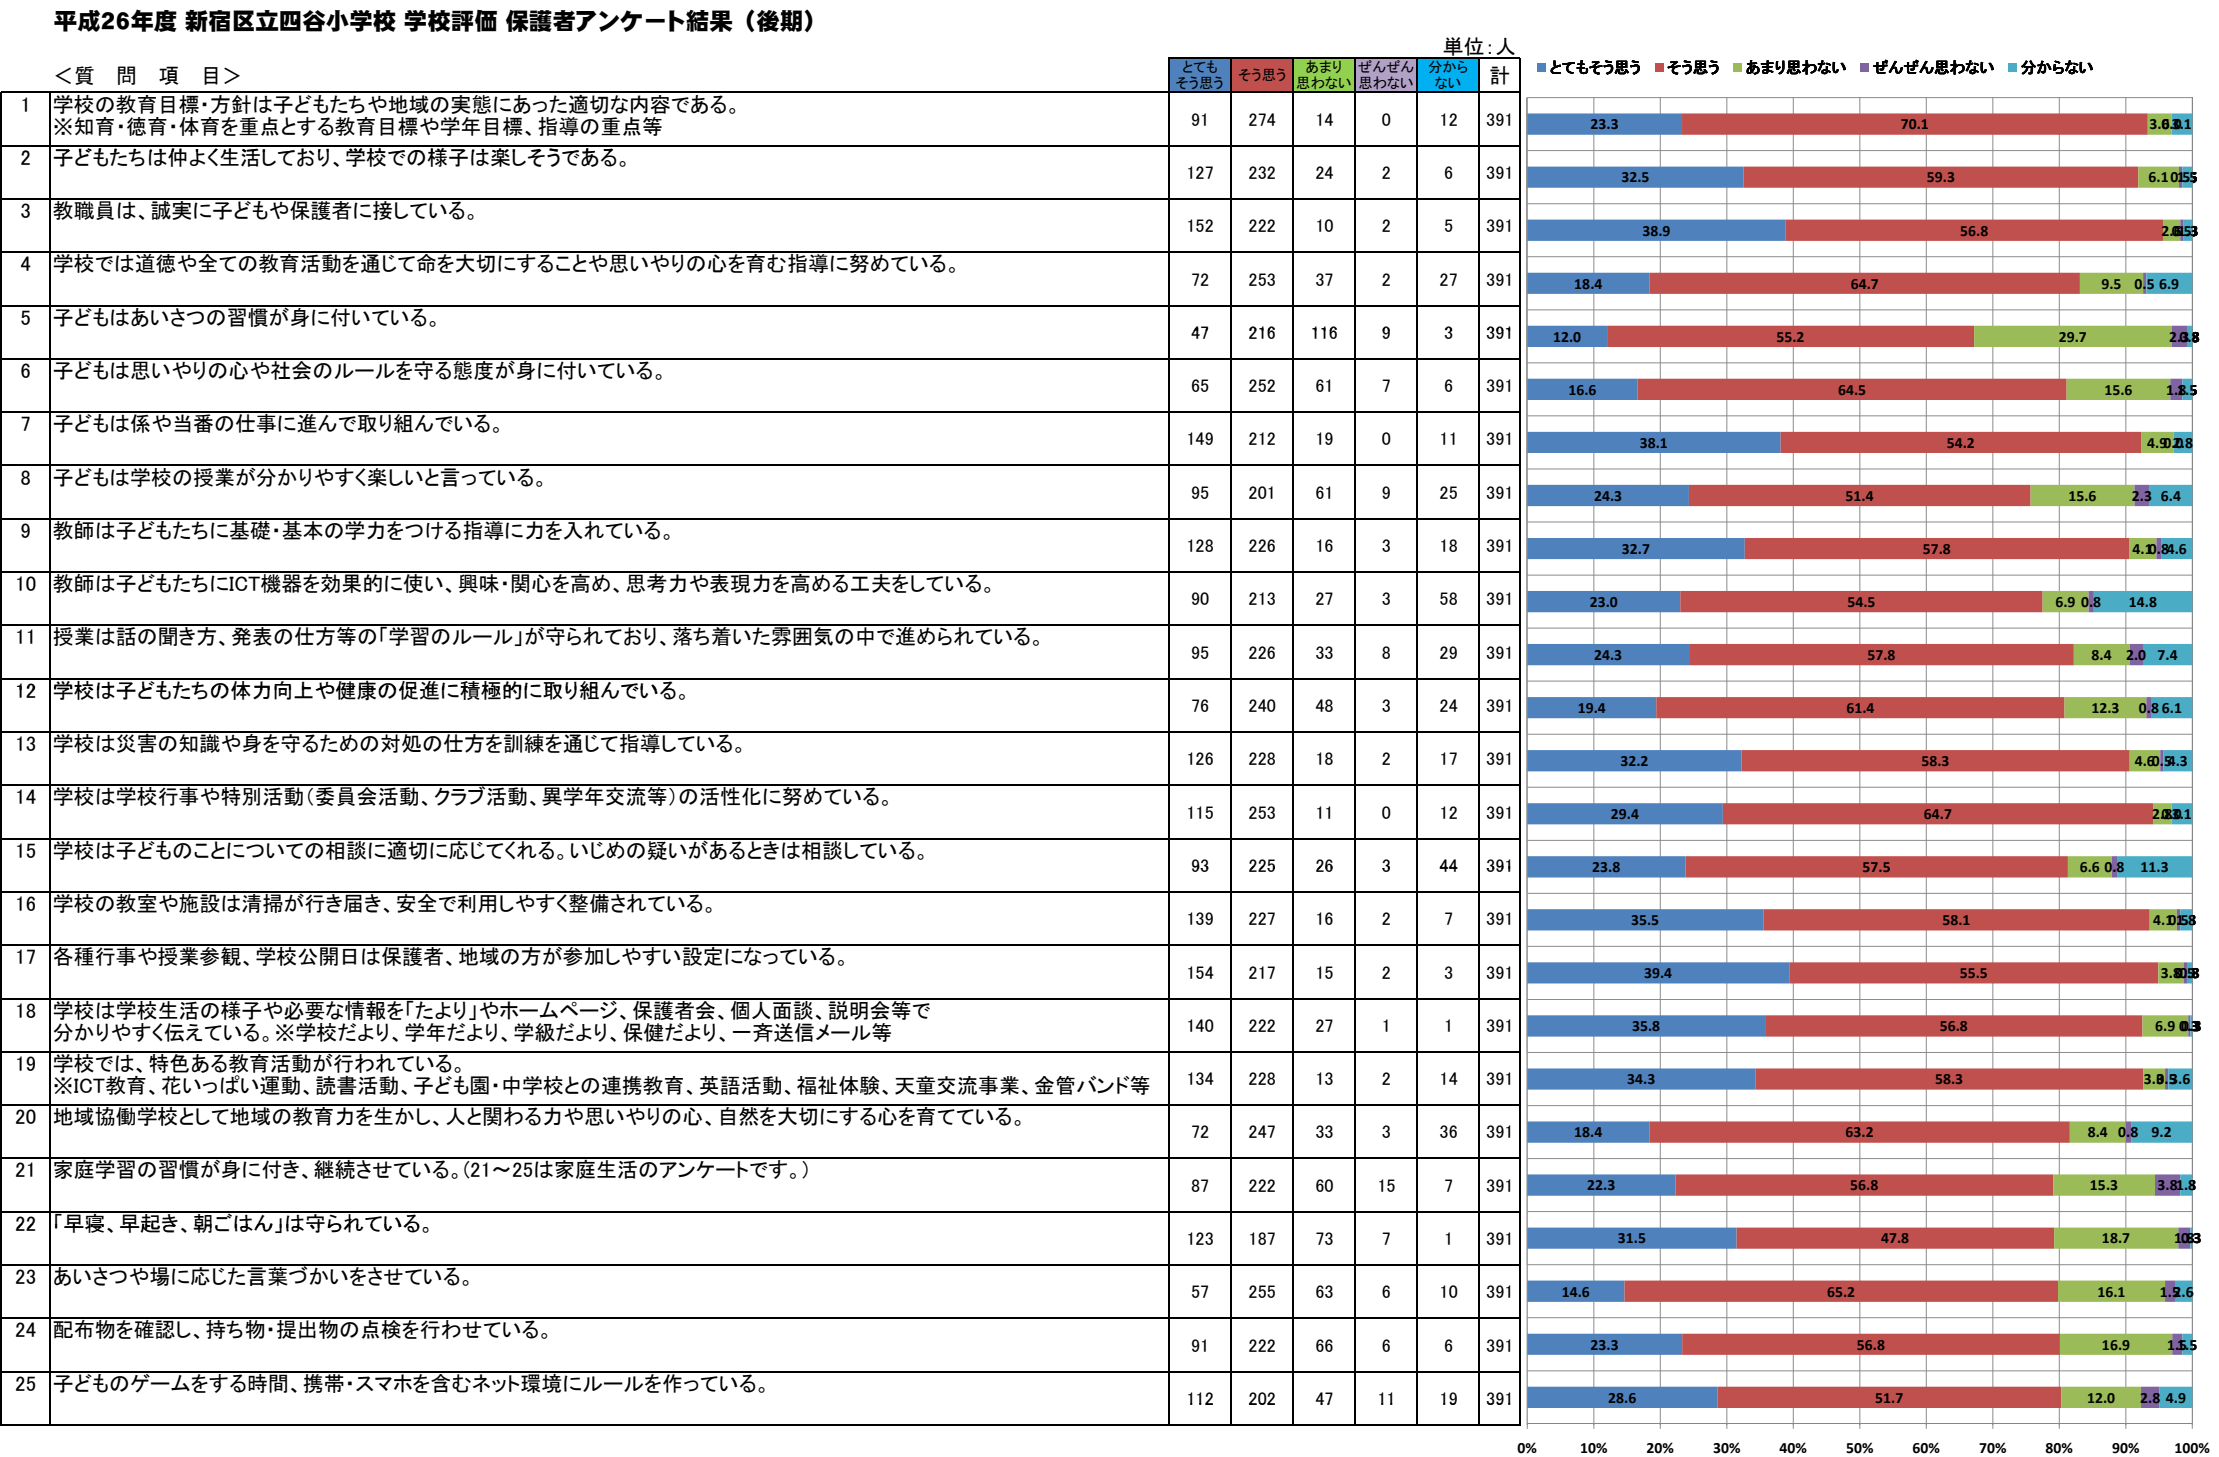 平成26年度 新宿区立四谷小学校 学校評価 保護者アンケート結果（後期）
単位：人
＜質 問 項 目＞
とても そう思う
そう思う
あまり 思わない
ぜんぜん 思わない
分から ない
計
とてもそう思う そう思う あまり思わない ぜんぜん思わない 分からない
1 学校の教育目標・方針は子どもたちや地域の実態にあった適切な内容である。
※知育・徳育・体育を重点とする教育目標や学年目標、指導の重点等
91 274 14 0 12 391
23.3 70.1
2 子どもたちは仲よく生活しており、学校での様子は楽しそうである。
127 232 24 2 6 391
32.5 59.3 6.1
3 教職員は、誠実に子どもや保護者に接している。
152 222 10 2 5 391
38.9 56.8
4 学校では道徳や全ての教育活動を通じて命を大切にすることや思いやりの心を育む指導に努めている。
72 253 37 2 27 391
18.4 64.7 9.5 0.5 6.9
5 子どもはあいさつの習慣が身に付いている。
47 216 116 9 3 391
12.0 55.2 29.7
6 子どもは思いやりの心や社会のルールを守る態度が身に付いている。
65 252 61 7 6 391
16.6 64.5 15.6
7 子どもは係や当番の仕事に進んで取り組んでいる。
149 212 19 0 11 391
38.1 54.2 4.9 2.8
8 子どもは学校の授業が分かりやすく楽しいと言っている。
95 201 61 9 25 391
24.3 51.4 15.6 2.3 6.4
9 教師は子どもたちに基礎・基本の学力をつける指導に力を入れている。
128 226 16 3 18 391
32.7 57.8 4.1 0.8 4.6
10 教師は子どもたちにICT機器を効果的に使い、興味・関心を高め、思考力や表現力を高める工夫をしている。
90 213 27 3 58 391
23.0 54.5 6.9 0.8 14.8
11 授業は話の聞き方、発表の仕方等の「学習のルール」が守られており、落ち着いた雰囲気の中で進められている。
95 226 33 8 29 391
24.3 57.8 8.4 2.0 7.4
12 学校は子どもたちの体力向上や健康の促進に積極的に取り組んでいる。
76 240 48 3 24 391
19.4 61.4 12.3 0.8 6.1
13 学校は災害の知識や身を守るための対処の仕方を訓練を通じて指導している。
126 228 18 2 17 391
32.2 58.3 4.6 0.5 4.3
14 学校は学校行事や特別活動（委員会活動、クラブ活動、異学年交流等）の活性化に努めている。
115 253 11 0 12 391
29.4 64.7
15 学校は子どものことについての相談に適切に応じてくれる。いじめの疑いがあるときは相談している。
93 225 26 3 44 391
23.8 57.5 6.6 0.8 11.3
16 学校の教室や施設は清掃が行き届き、安全で利用しやすく整備されている。
139 227 16 2 7 391
35.5 58.1 4.1
17 各種行事や授業参観、学校公開日は保護者、地域の方が参加しやすい設定になっている。
154 217 15 2 3 391
39.4 55.5
18 学校は学校生活の様子や必要な情報を「たより」やホームページ、保護者会、個人面談、説明会等で
分かりやすく伝えている。※学校だより、学年だより、学級だより、保健だより、一斉送信メール等
140 222 27 1 1 391
35.8 56.8 6.9
19 学校では、特色ある教育活動が行われている。
※ICT教育、花いっぱい運動、読書活動、子ども園・中学校との連携教育、英語活動、福祉体験、天童交流事業、金管バンド等
134 228 13 2 14 391
34.3 58.3 3.6
20 地域協働学校として地域の教育力を生かし、人と関わる力や思いやりの心、自然を大切にする心を育てている。
72 247 33 3 36 391
18.4 63.2 8.4 0.8 9.2
21 家庭学習の習慣が身に付き、継続させている。（21～25は家庭生活のアンケートです。）
87 222 60 15 7 391
22.3 56.8 15.3 3.8 1.8
22 「早寝、早起き、朝ごはん」は守られている。
123 187 73 7 1 391
31.5 47.8 18.7
23 あいさつや場に応じた言葉づかいをさせている。
57 255 63 6 10 391
14.6 65.2 16.1 1.5 2.6
24 配布物を確認し、持ち物・提出物の点検を行わせている。
91 222 66 6 6 391
23.3 56.8 16.9 1.5 1.5
25 子どものゲームをする時間、携帯・スマホを含むネット環境にルールを作っている。
112 202 47 11 19 391
28.6 51.7 12.0 2.8 4.9
0% 10% 20% 30% 40% 50% 60% 70% 80% 90% 100%